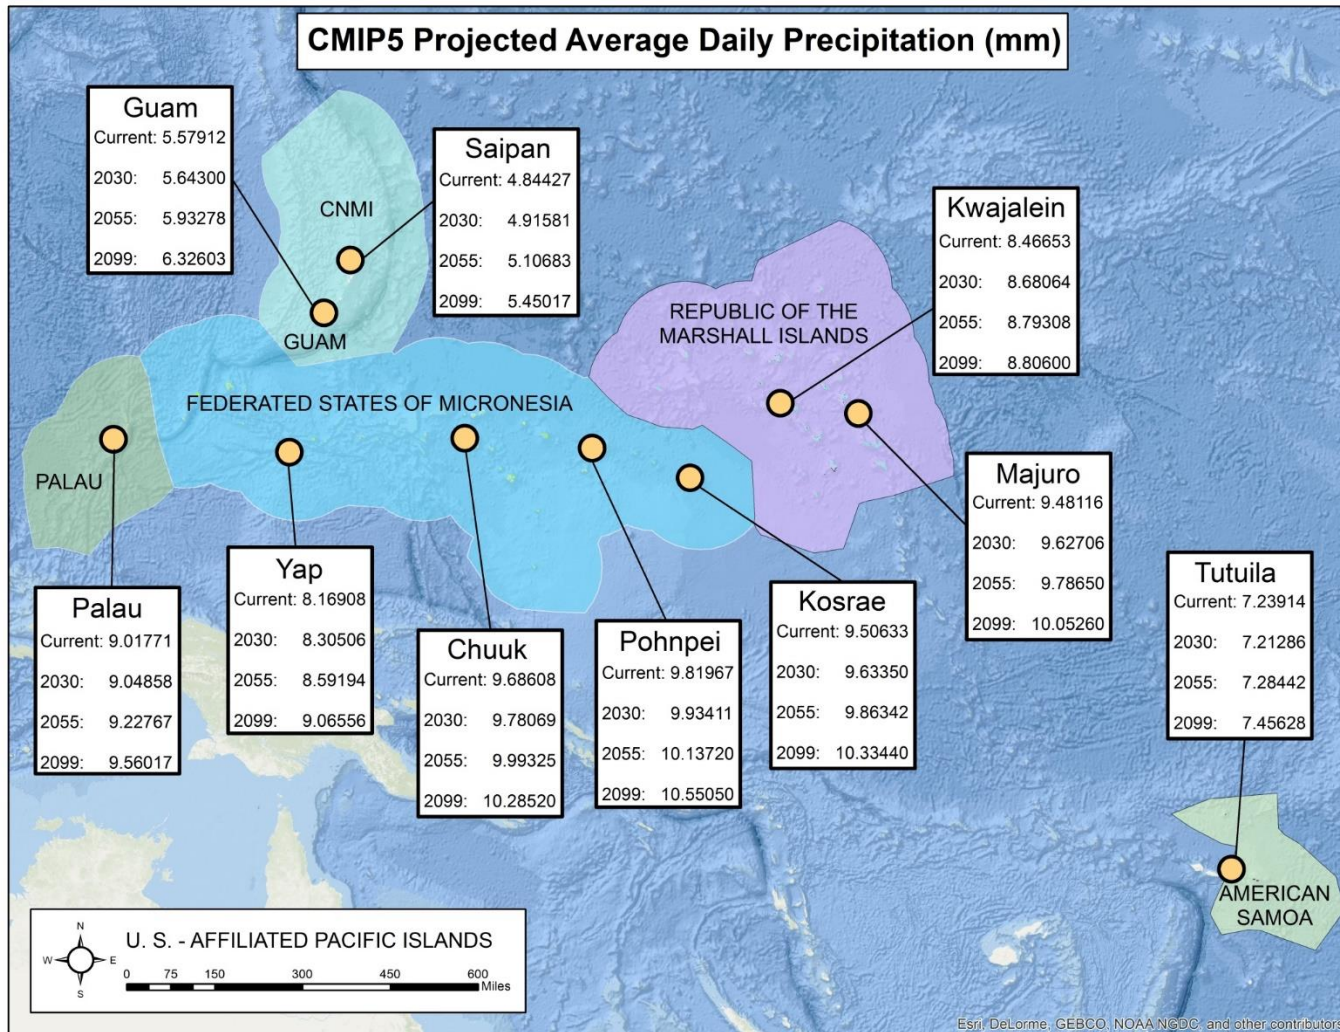 CMIP5 Projected Average Daily Precipitation (mm)
Guam
Current: 5.57912
2030: 5.64300
2055: 5.93278
2099: 6.32603
Saipan
Current: 4.84427
2030: 4.91581
2055: 5.10683
2099: 5.45017
CNMI
GUAM
Kwajalein
Current: 8.46653
2030: 8.68064
2055: 8.79308
2099: 8.80600
REPUBLIC OF THE
MARSHALL ISLANDS
FEDERATED STATES OF MICRONESIA
PALAU
Majuro
Current: 9.48116
2030: 9.62706
2055: 9.78650
2099: 10.05260
Palau
Current: 9.01771
2030: 9.04858
2055: 9.22767
2099: 9.56017
Yap
Current: 8.16908
2030: 8.30506
2055: 8.59194
2099: 9.06556
Chuuk
Current: 9.68608
2030: 9.78069
2055: 9.99325
2099: 10.28520
Pohnpei
Current: 9.81967
2030: 9.93411
2055: 10.13720
2099: 10.55050
Kosrae
Current: 9.50633
2030: 9.63350
2055: 9.86342
2099: 10.33440
Tutuila
Current: 7.23914
2030: 7.21286
2055: 7.28442
2099: 7.45628
AMERICAN
SAMOA
U. S. - AFFILIATED PACIFIC ISLANDS
N
W E
S
0 75 150 300 450 600
Miles
Esri, DeLorme, GEBCO, NOAA NGDC, and other contributors